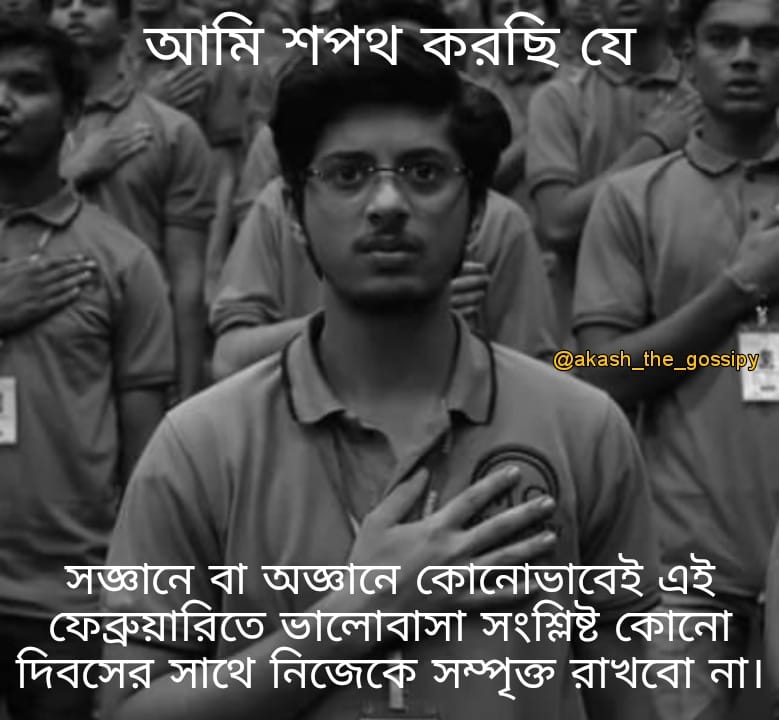 আমি শপথ করছি যে
@akash_the_gossipy
সজ্ঞানে বা অজ্ঞানে কোনোভাবেই এই
ফেব্রুয়ারিতে ভালোবাসা সংশ্লিষ্ট কোনো
দিবসের সাথে নিজেকে সম্পৃক্ত রাখবো না।